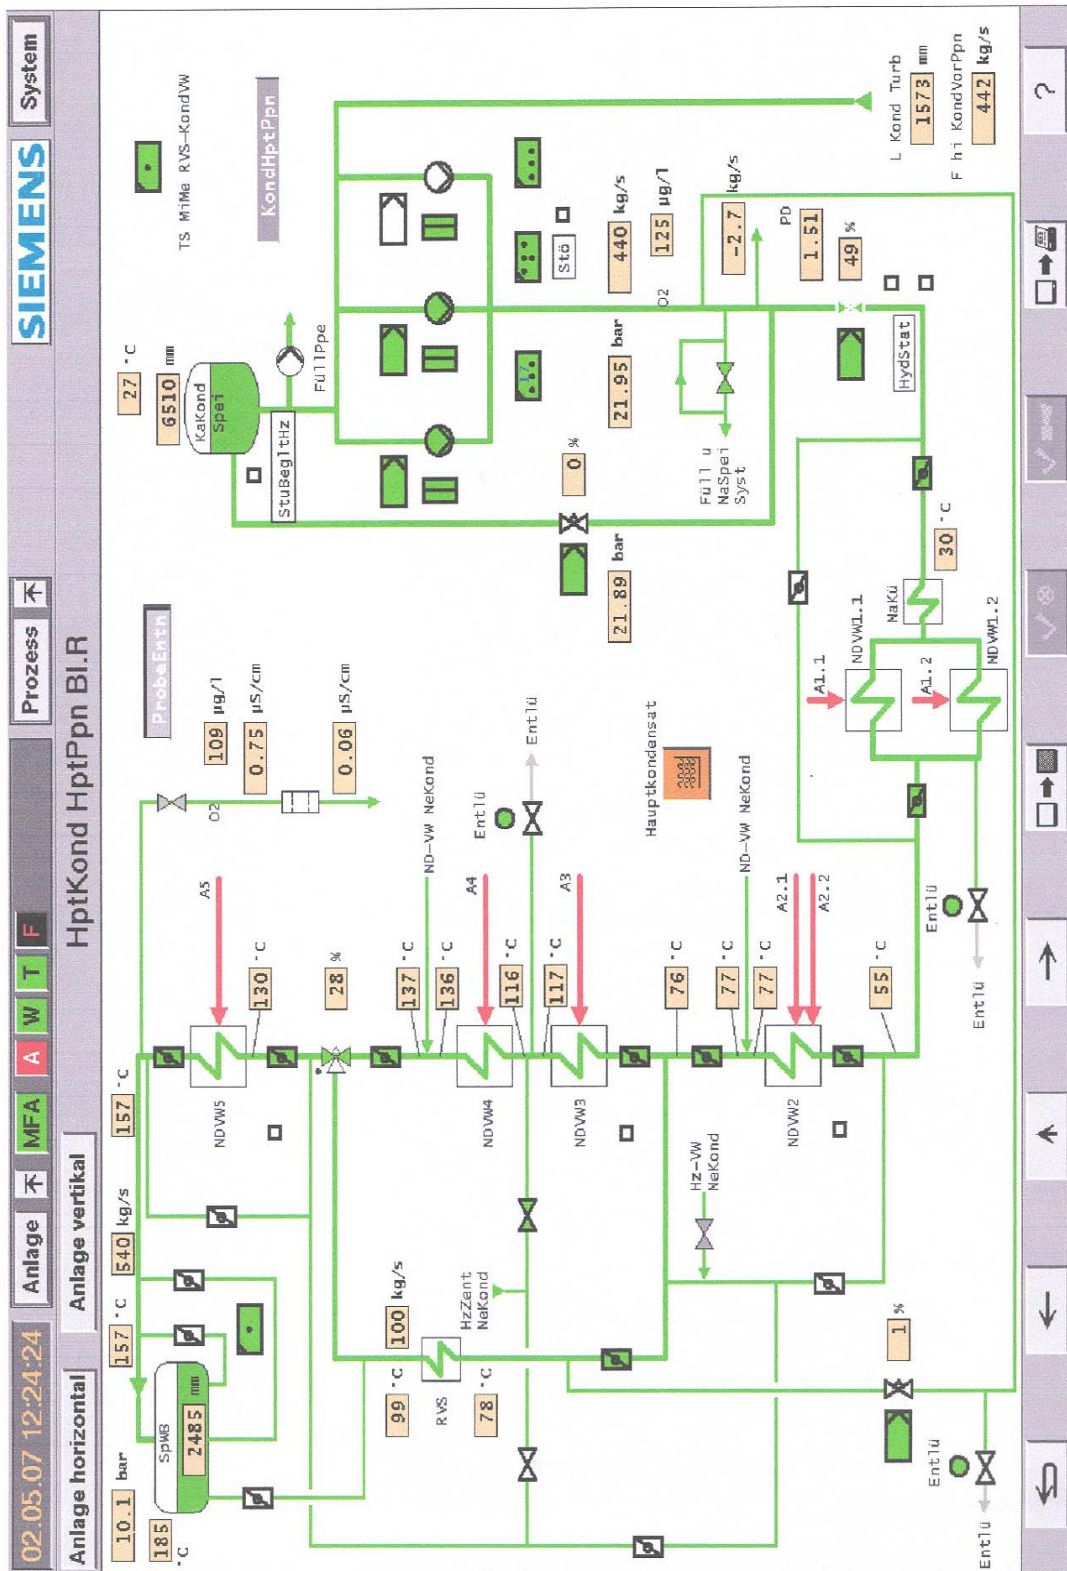 02.05.07 12:24:24
Anlage
MFA
A
W
T
F
Prozess
SIEMENS
System
Anlage horizontal
Anlage vertikal
HptKond HptPpn Bl.R
10.1 bar
185 °C
SpWB
2485 mm
157 °C
540 kg/s
157 °C
ProbeEntn
O2
109 µg/l
0.75 µS/cm
0.06 µS/cm
27 °C
6510 mm
KaKond
Spei
StuBegltHz
FüllPpe
TS MiMe RVS-KondVW
KondHptPpn
NDVW5
A5
130 °C
28 %
137 °C
ND-VW NeKond
136 °C
NDVW4
A4
116 °C
Entlü
Entlü
117 °C
NDVW3
A3
Hauptkondensat
76 °C
77 °C
ND-VW NeKond
77 °C
NDVW2
A2.1
A2.2
55 °C
99 °C
100 kg/s
RVS
78 °C
HzZent
NeKond
Hz-VW
NeKond
17
Stö
0 %
21.89 bar
21.95 bar
440 kg/s
O2
125 µg/l
-2.7 kg/s
Füll u
NaSpei
Syst
PD
1.51
49 %
HydStat
30 °C
NaKü
A1.1
NDVW1.1
A1.2
NDVW1.2
Entlü
Entlü
L Kond Turb
1573 mm
F hi KondVorPpn
442 kg/s
1 %
Entlü
Entlü
?